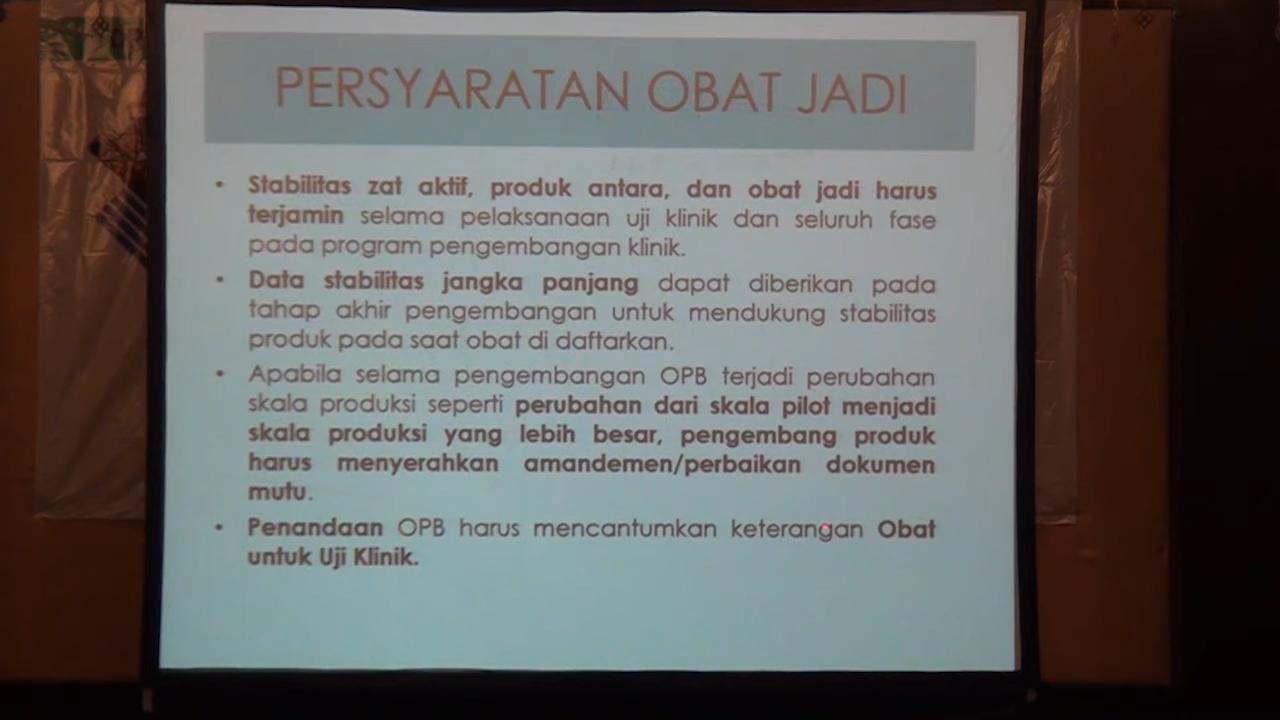 PERSYARATAN OBAT JADI
• Stabilitas zat aktif, produk antara, dan obat jadi harus
terjamin selama pelaksanaan uji klinik dan seluruh fase
pada program pengembangan klinik.
• Data stabilitas jangka panjang dapat diberikan pada
tahap akhir pengembangan untuk mendukung stabilitas
produk pada saat obat di daftarkan.
• Apabila selama pengembangan OPB terjadi perubahan
skala produksi seperti perubahan dari skala pilot menjadi
skala produksi yang lebih besar, pengembang produk
harus menyerahkan amandemen/perbaikan dokumen
mutu.
• Penandaan OPB harus mencantumkan keterangan Obat
untuk Uji Klinik.